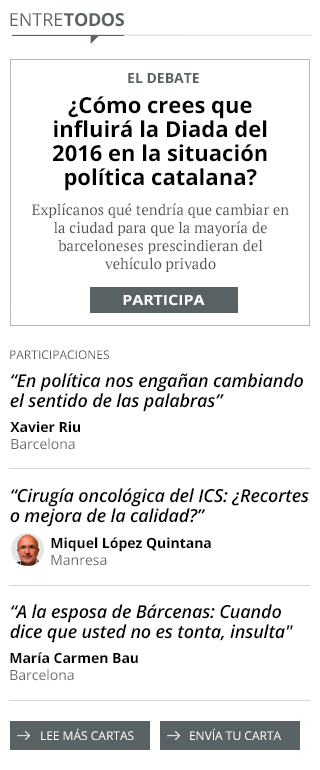 ENTRETODOS
EL DEBATE
¿Cómo crees que
influirá la Diada del
2016 en la situación
política catalana?
Explícanos qué tendría que cambiar en
la ciudad para que la mayoría de
barceloneses prescindieran del
vehículo privado
PARTICIPA
PARTICIPACIONES
“En política nos engañan cambiando
el sentido de las palabras”
Xavier Riu
Barcelona
“Cirugía oncológica del ICS: ¿Recortes
o mejora de la calidad?”
Miquel López Quintana
Manresa
“A la esposa de Bárcenas: Cuando
dice que usted no es tonta, insulta"
María Carmen Bau
Barcelona
→ LEE MÁS CARTAS
→ ENVÍA TU CARTA